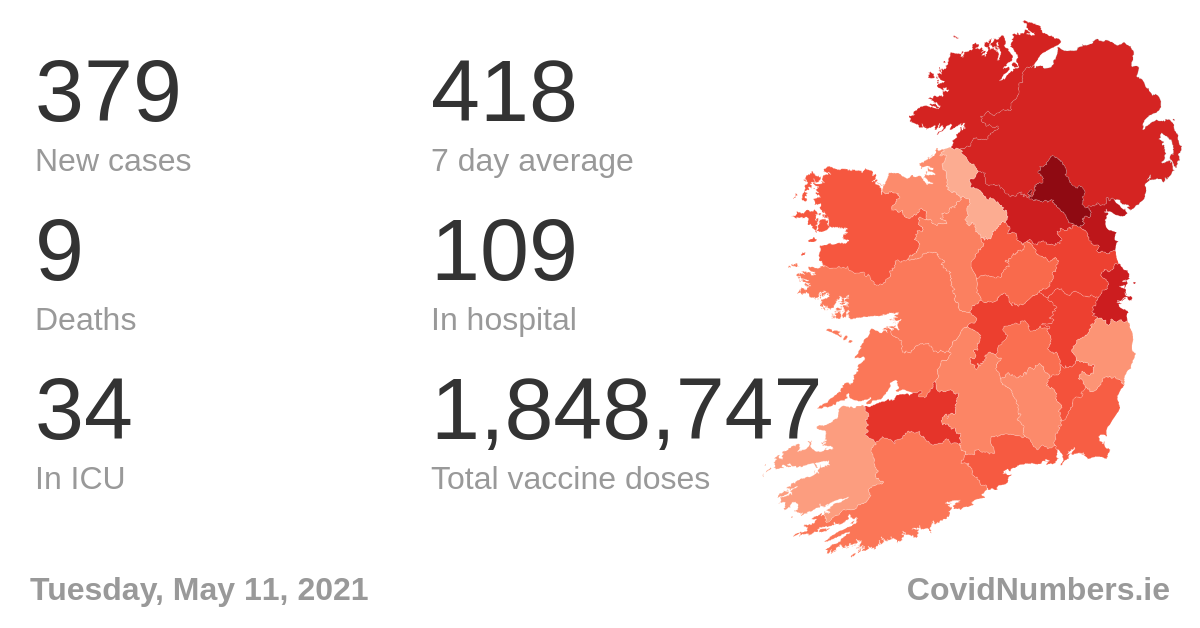 379
New cases
418
7 day average
9
Deaths
109
In hospital
34
In ICU
1,848,747
Total vaccine doses
Tuesday, May 11, 2021
CovidNumbers.ie